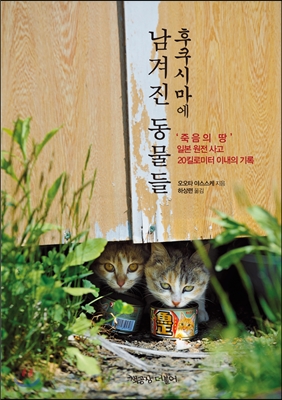 후쿠시마에
남겨진 동물들
'죽음의 땅'
일본 원전 사고
20킬로미터 이내의 기록
오오타 야스스케 지음
하상련 옮김
책공장더불어